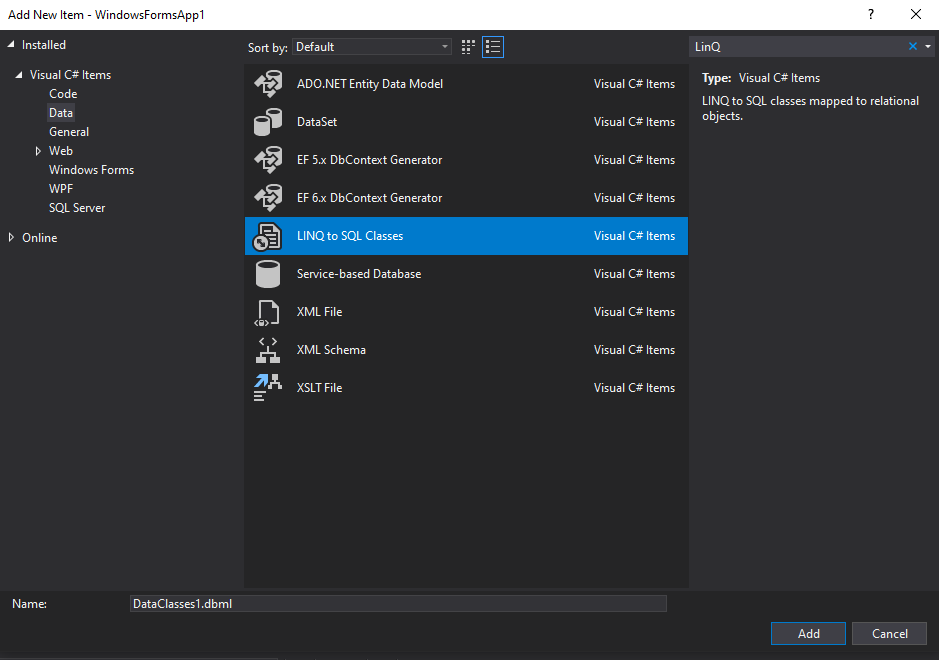 Add New Item - WindowsFormsApp1
?
Installed
Visual C# Items
Code
Data
General
Web
Windows Forms
WPF
SQL Server
Online
Sort by: Default
ADO.NET Entity Data Model Visual C# Items
DataSet Visual C# Items
EF 5.x DbContext Generator Visual C# Items
EF 6.x DbContext Generator Visual C# Items
LINQ to SQL Classes Visual C# Items
Service-based Database Visual C# Items
XML File Visual C# Items
XML Schema Visual C# Items
XSLT File Visual C# Items
LinQ
Type: Visual C# Items
LINQ to SQL classes mapped to relational
objects.
Name: DataClasses1.dbml
Add Cancel